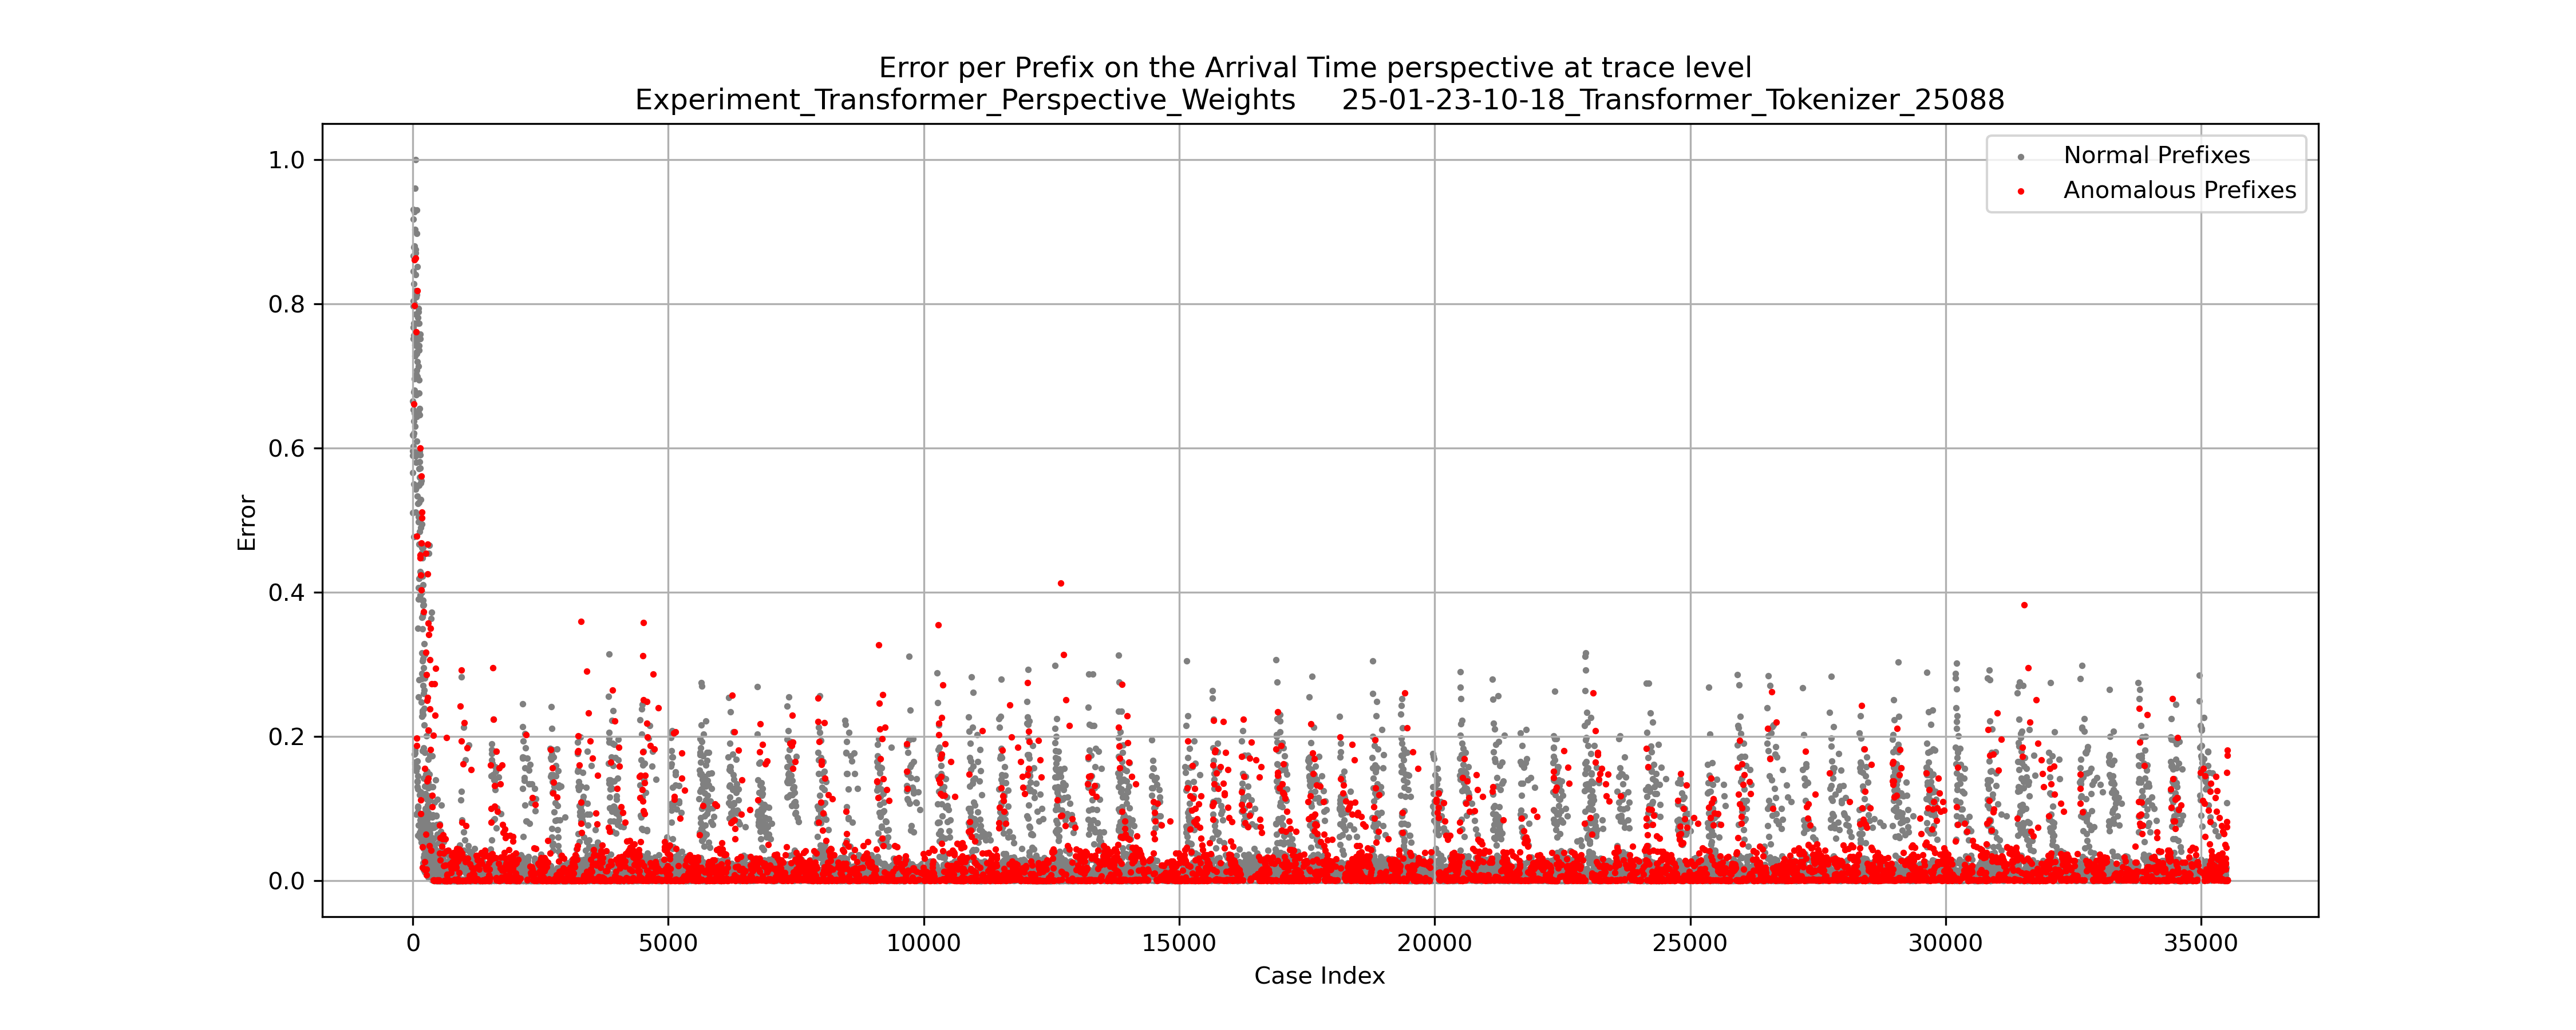 Error per Prefix on the Arrival Time perspective at trace level
Experiment_Transformer_Perspective_Weights 25-01-23-10-18_Transformer_Tokenizer_25088
Normal Prefixes
Anomalous Prefixes
1.0
0.8
0.6
0.4
0.2
0.0
Error
0 5000 10000 15000 20000 25000 30000 35000
Case Index